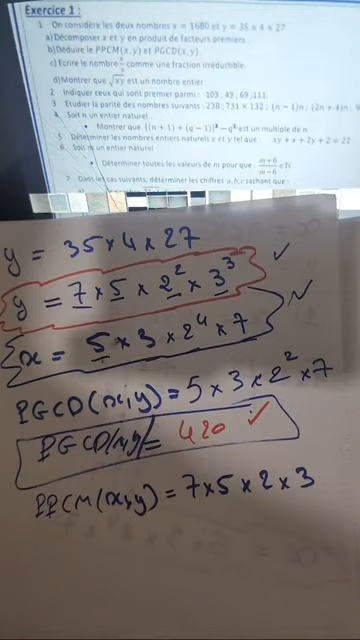 Exercice 1 :
1. On considère les deux nombres x = 1680 et y = 35 × 4 × 27
a) Décomposer x et y en produit de facteurs premiers.
b) Déduire le PPCM(x, y) et PGCD(x, y).
c) Ecrire le nombre x/y comme une fraction irréductible.
d) Montrer que √xy est un nombre entier
2 Indiquer ceux qui sont premier parmi : 103 ; 49 ; 69 ; 111.
3 Etudier la parité des nombres suivants : 238 ; 731 × 132 ; (n − 1)n ; (2n + 4)n ;
4. Soit n un entier naturel :
• Montrer que [(n + 1) + (q − 1)]² − q² est un multiple de n
5. Déterminer les nombres entiers naturels x et y tel que : xy + x + 2y + 2 = 22
6. Soit m un entier naturel
• Déterminer toutes les valeurs de m pour que : (m+6)/(m−6) ∈ ℕ
7. Dans les cas suivants, déterminer les chiffres a, b, c sachant que :
y = 35 × 4 × 27
y = 7 × 5 × 2² × 3³
x = 5 × 3 × 2⁴ × 7
PGCD(x;y) = 5 × 3 × 2² × 7
PGCD(x;y) = 420
PPCM(x;y) = 7 × 5 × 2 × 3